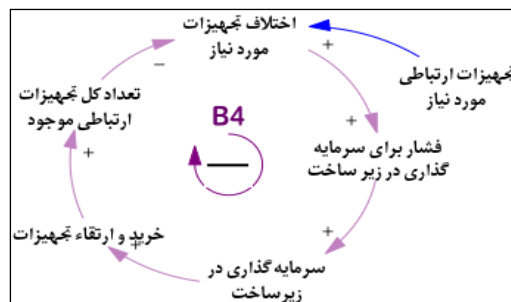 اختلاف تجهیزات
مورد نیاز
+
تجهیزات ارتباطی
مورد نیاز
+
فشار برای سرمایه
گذاری در زیر ساخت
+
سرمایه گذاری در
زیرساخت
+
خرید و ارتقاء تجهیزات
+
تعداد کل تجهیزات
ارتباطی موجود
–
B4